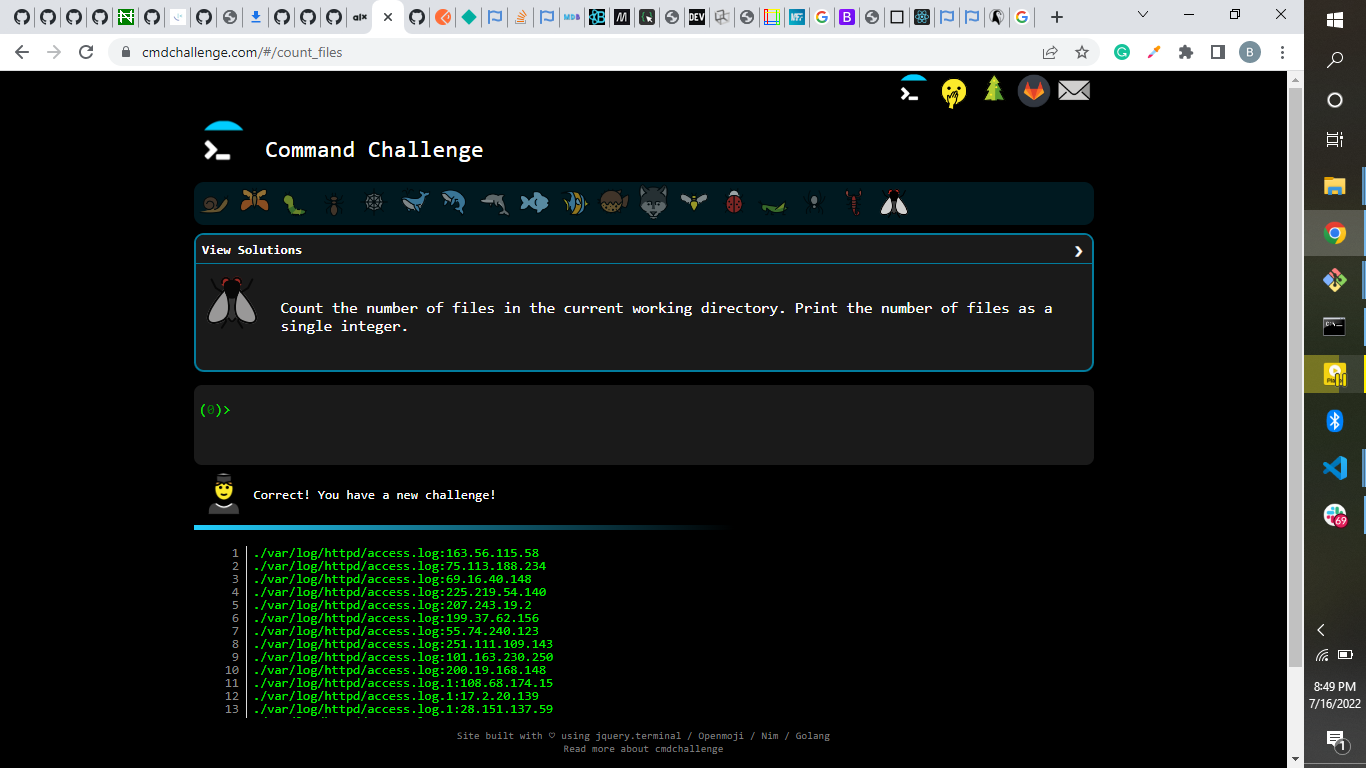 alx
MDB
M
DEV
MFT
B
cmdchallenge.com/#/count_files
B
Command Challenge
View Solutions
Count the number of files in the current working directory. Print the number of files as a
single integer.
(0)>
Correct! You have a new challenge!
1 ./var/log/httpd/access.log:163.56.115.58
2 ./var/log/httpd/access.log:75.113.188.234
3 ./var/log/httpd/access.log:69.16.40.148
4 ./var/log/httpd/access.log:225.219.54.140
5 ./var/log/httpd/access.log:207.243.19.2
6 ./var/log/httpd/access.log:199.37.62.156
7 ./var/log/httpd/access.log:55.74.240.123
8 ./var/log/httpd/access.log:251.111.109.143
9 ./var/log/httpd/access.log:101.163.230.250
10 ./var/log/httpd/access.log:200.19.168.148
11 ./var/log/httpd/access.log.1:108.68.174.15
12 ./var/log/httpd/access.log.1:17.2.20.139
13 ./var/log/httpd/access.log.1:28.151.137.59
Site built with ♡ using jquery.terminal / Openmoji / Nim / Golang
Read more about cmdchallenge
69
8:49 PM
7/16/2022
1